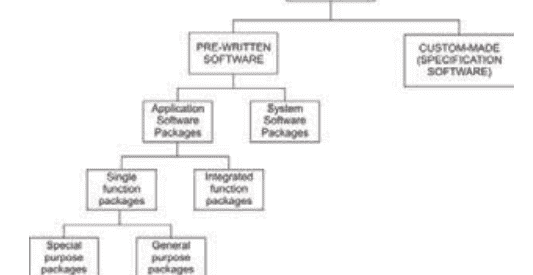 PRE-WRITTEN
SOFTWARE
CUSTOM-MADE
(SPECIFICATION
SOFTWARE)
Application
Software
Packages
System
Software
Packages
Single
function
packages
Integrated
function
packages
Special
purpose
packages
General
purpose
packages